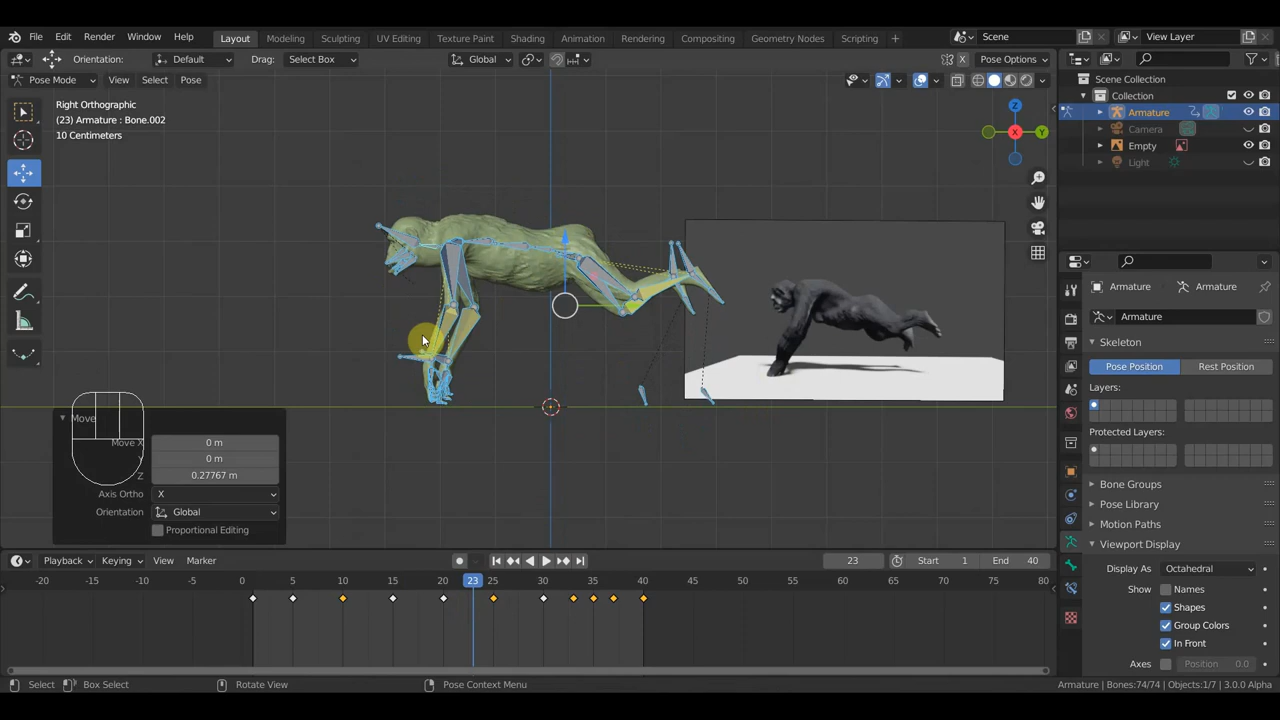 File Edit Render Window Help Layout Modeling Sculpting UV Editing Texture Paint Shading Animation Rendering Compositing Geometry Nodes Scripting + Scene View Layer
Orientation: Default Drag: Select Box Global X Pose Options
Pose Mode View Select Pose
Scene Collection
Collection
Armature
Camera
Empty
Light
Right Orthographic
(23) Armature : Bone.002
10 Centimeters
Z
Y
X
Armature Armature
Armature
Skeleton
Pose Position Rest Position
Layers:
Protected Layers:
Bone Groups
Pose Library
Motion Paths
Viewport Display
Display As Octahedral
Show Names
Shapes
Group Colors
In Front
Axes Position 0.0
Move
Move X 0 m
Y 0 m
Z 0.27767 m
Axis Ortho X
Orientation Global
Proportional Editing
Playback Keying View Marker 23 Start 1 End 40
-20 -15 -10 -5 0 5 10 15 20 23 25 30 35 40 45 50 55 60 65 70 75 80
Select Box Select Rotate View Pose Context Menu Armature | Bones:74/74 | Objects:1/7 | 3.0.0 Alpha